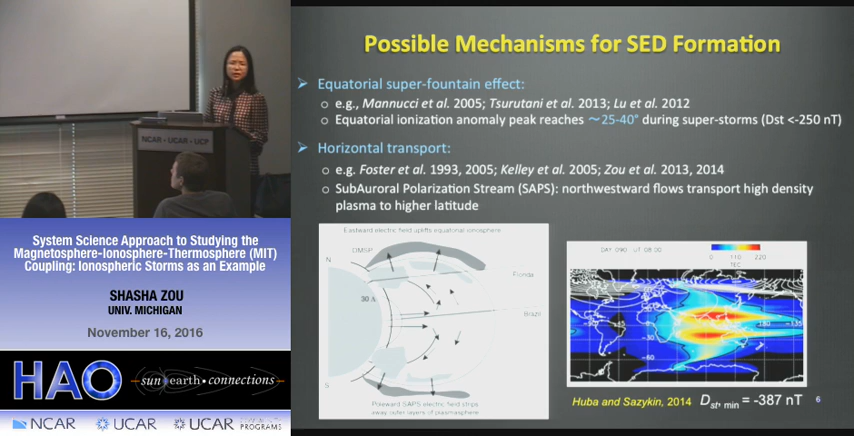 NCAR - UCAR - UCP
System Science Approach to Studying the
Magnetosphere-Ionosphere-Thermosphere (MIT)
Coupling: Ionospheric Storms as an Example
SHASHA ZOU
UNIV. MICHIGAN
November 16, 2016
HAO
sun earth • connections
NCAR
UCAR
UCAR
PROGRAMS
Possible Mechanisms for SED Formation
➢ Equatorial super-fountain effect:
o e.g., Mannucci et al. 2005; Tsurutani et al. 2013; Lu et al. 2012
o Equatorial ionization anomaly peak reaches ~25-40° during super-storms (Dst <-250 nT)
➢ Horizontal transport:
o e.g. Foster et al. 1993, 2005; Kelley et al. 2005; Zou et al. 2013, 2014
o SubAuroral Polarization Stream (SAPS): northwestward flows transport high density
plasma to higher latitude
Eastward electric field uplifts equatorial ionosphere
DMSP
N
Florida
30
Brazil
S
Poleward SAPS electric field strips
away outer layers of plasmasphere
DAY 090 UT 08:00
0 110 220
TEC
-30
-60
180
-135
Huba and Sazykin, 2014 Dst, min = -387 nT
6